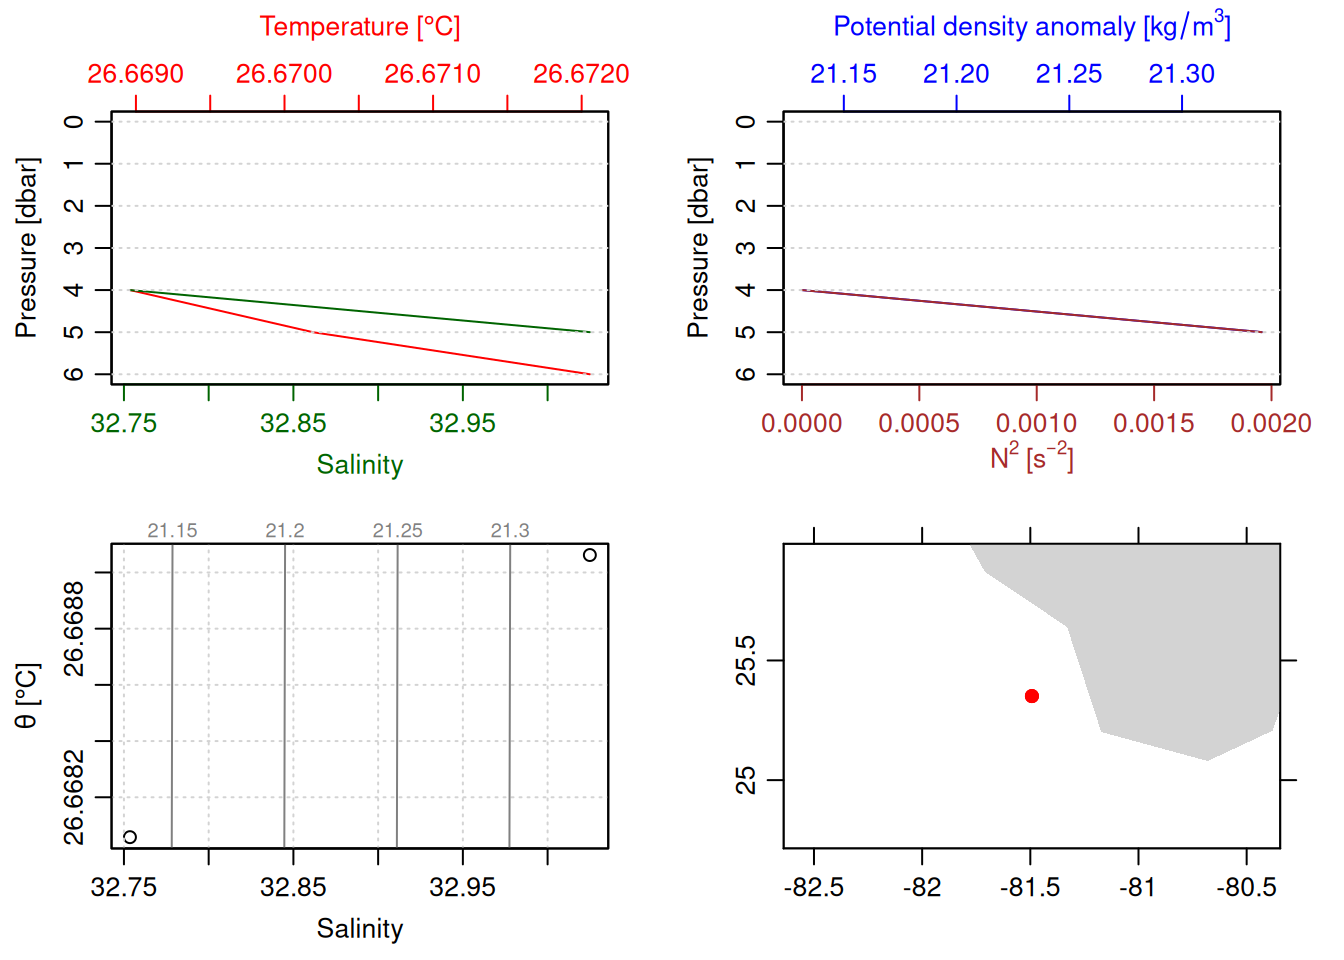 Temperature [°C]
26.6690 26.6700 26.6710 26.6720
Pressure [dbar]
0
1
2
3
4
5
6
32.75 32.85 32.95
Salinity
Potential density anomaly [kg/m³]
21.15 21.20 21.25 21.30
Pressure [dbar]
0
1
2
3
4
5
6
0.0000 0.0005 0.0010 0.0015 0.0020
N² [s⁻²]
21.15 21.2 21.25 21.3
θ [°C]
26.6688
26.6682
32.75 32.85 32.95
Salinity
25.5
25
-82.5 -82 -81.5 -81 -80.5